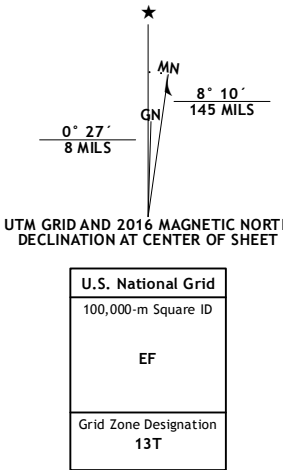 ★
MN
GN
8° 10´
145 MILS
0° 27´
8 MILS
UTM GRID AND 2016 MAGNETIC NORT
DECLINATION AT CENTER OF SHEET
U.S. National Grid
100,000-m Square ID
EF
Grid Zone Designation
13T